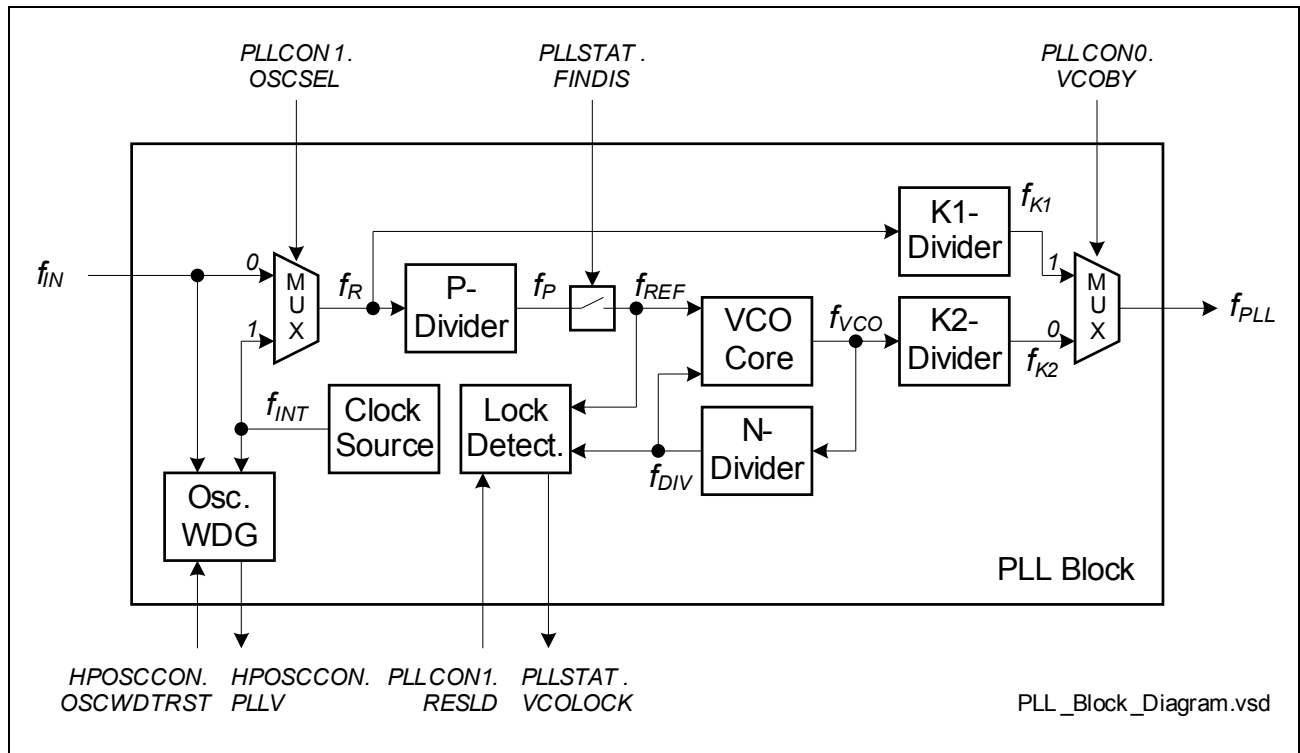 PLLCON1.
OSCSEL
PLLSTAT.
FINDIS
PLLCON0.
VCOBY
fIN
0
1
MUX
fR
P-
Divider
fP
fREF
VCO
Core
fVCO
K1-
Divider
fK1
K2-
Divider
fK2
1
0
MUX
fPLL
fINT
Clock
Source
Lock
Detect.
fDIV
N-
Divider
Osc.
WDG
PLL Block
HPOSCCON.
OSCWDTRST
HPOSCCON.
PLLV
PLLCON1.
RESLD
PLLSTAT.
VCOLOCK
PLL_Block_Diagram.vsd